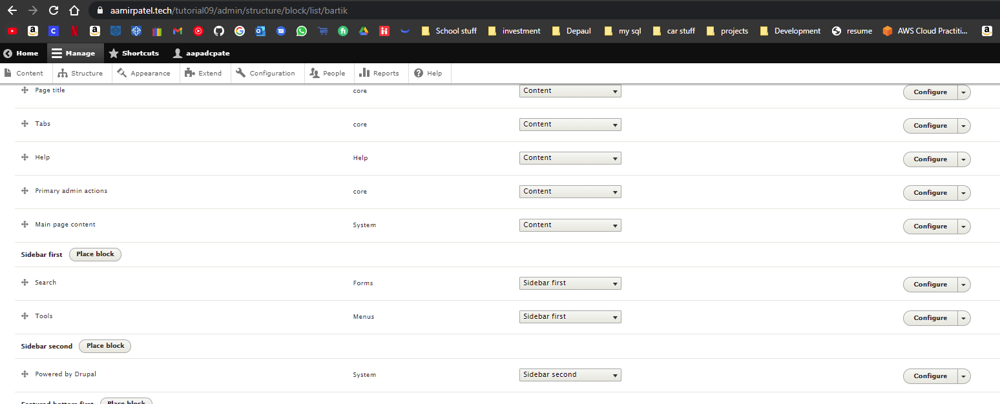 aamirpatel.tech/tutorial09/admin/structure/block/list/bartik
School stuff investment Depaul my sql car stuff projects Development resume AWS Cloud Practiti...
Home Manage Shortcuts aapadcpate
Content Structure Appearance Extend Configuration People Reports Help
Page title core Content Configure
Tabs core Content Configure
Help Help Content Configure
Primary admin actions core Content Configure
Main page content System Content Configure
Sidebar first Place block
Search Forms Sidebar first Configure
Tools Menus Sidebar first Configure
Sidebar second Place block
Powered by Drupal System Sidebar second Configure
Featured bottom first Place block